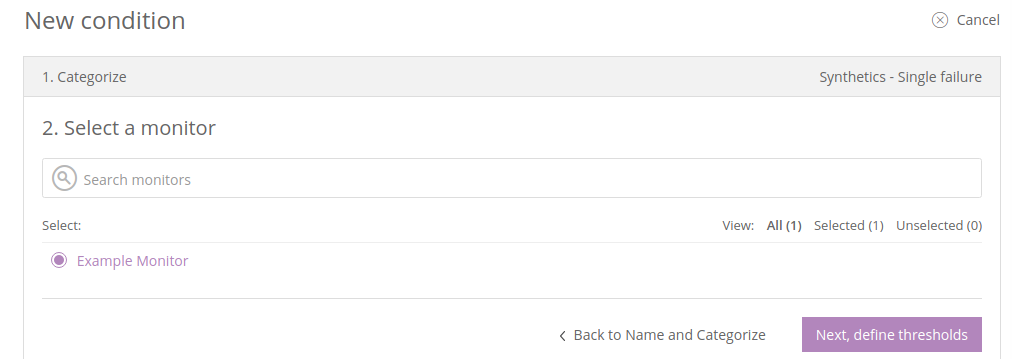 New condition
Cancel
1. Categorize
Synthetics - Single failure
2. Select a monitor
Search monitors
Select:
View: All (1) Selected (1) Unselected (0)
Example Monitor
Back to Name and Categorize
Next, define thresholds